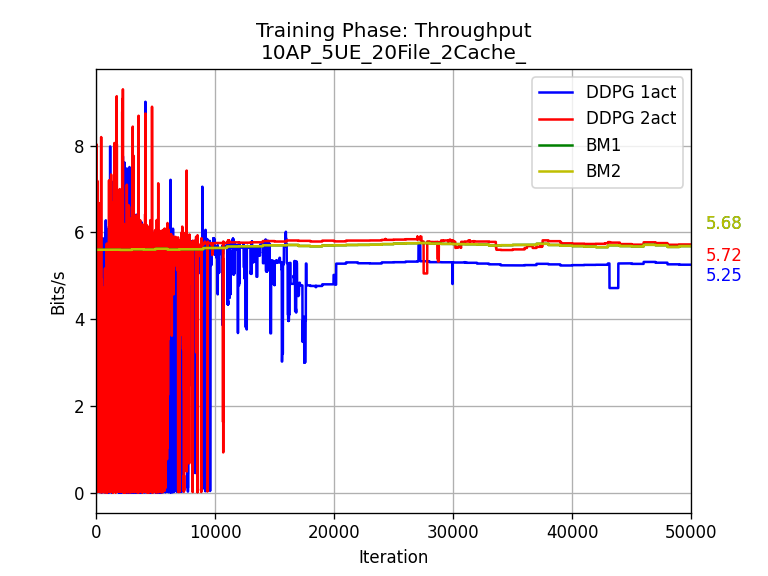 Training Phase: Throughput
10AP_5UE_20File_2Cache_
DDPG 1act
DDPG 2act
BM1
BM2
8
6
4
2
0
Bits/s
5.68
5.72
5.25
0
10000
20000
30000
40000
50000
Iteration